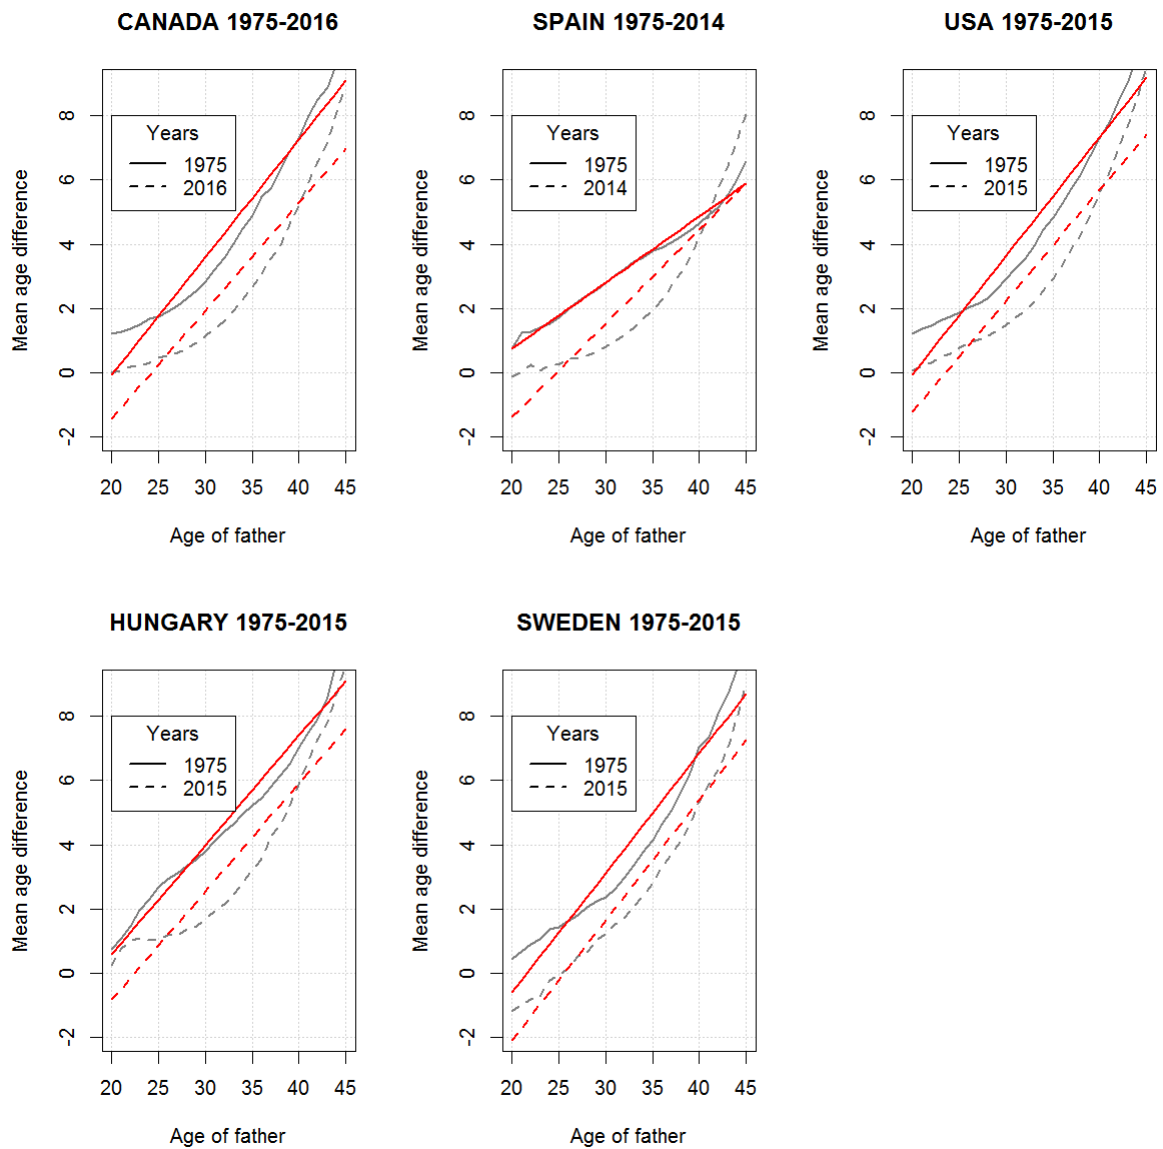 CANADA 1975-2016
8
6
4
2
0
-2
Mean age difference
Years
1975
2016
20 25 30 35 40 45
Age of father
SPAIN 1975-2014
8
6
4
2
0
-2
Mean age difference
Years
1975
2014
20 25 30 35 40 45
Age of father
USA 1975-2015
8
6
4
2
0
-2
Mean age difference
Years
1975
2015
20 25 30 35 40 45
Age of father
HUNGARY 1975-2015
8
6
4
2
0
-2
Mean age difference
Years
1975
2015
20 25 30 35 40 45
Age of father
SWEDEN 1975-2015
8
6
4
2
0
-2
Mean age difference
Years
1975
2015
20 25 30 35 40 45
Age of father